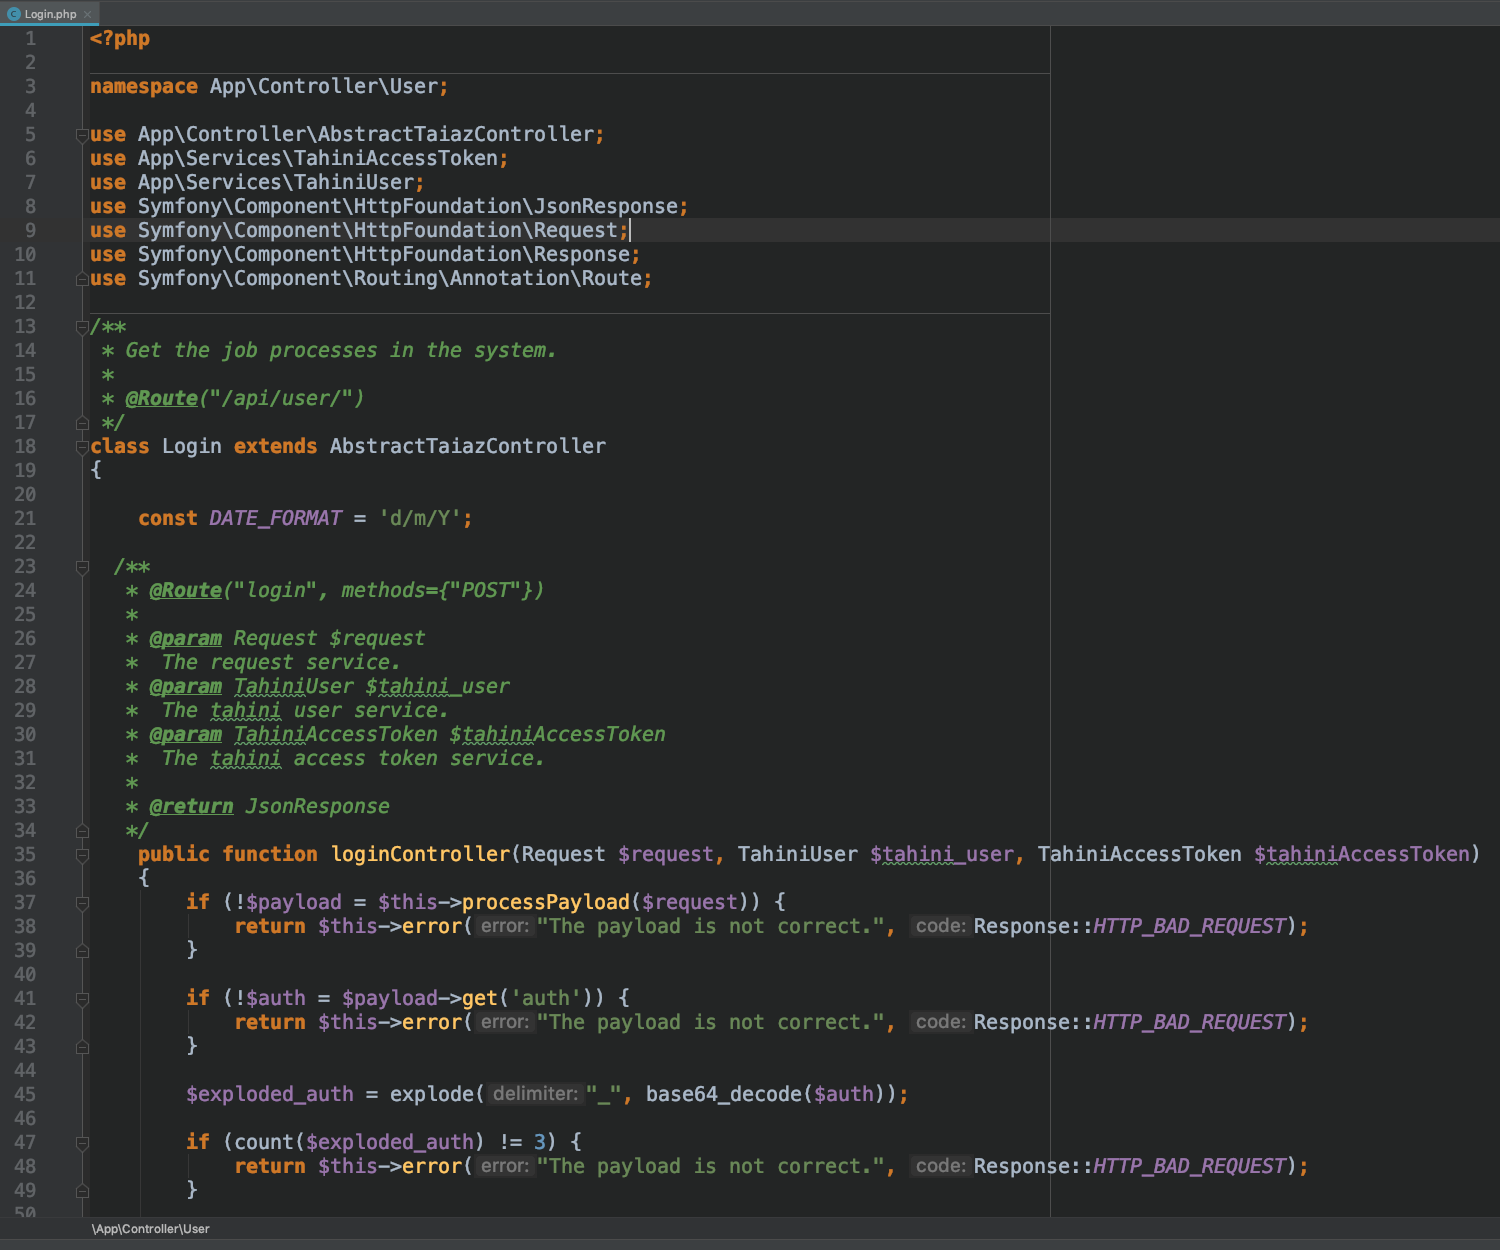 Login.php
1 <?php
2
3 namespace App\Controller\User;
4
5 use App\Controller\AbstractTaiazController;
6 use App\Services\TahiniAccessToken;
7 use App\Services\TahiniUser;
8 use Symfony\Component\HttpFoundation\JsonResponse;
9 use Symfony\Component\HttpFoundation\Request;
10 use Symfony\Component\HttpFoundation\Response;
11 use Symfony\Component\Routing\Annotation\Route;
12
13 /**
14  * Get the job processes in the system.
15  *
16  * @Route("/api/user/")
17  */
18 class Login extends AbstractTaiazController
19 {
20
21     const DATE_FORMAT = 'd/m/Y';
22
23   /**
24    * @Route("login", methods={"POST"})
25    *
26    * @param Request $request
27    *  The request service.
28    * @param TahiniUser $tahini_user
29    *  The tahini user service.
30    * @param TahiniAccessToken $tahiniAccessToken
31    *  The tahini access token service.
32    *
33    * @return JsonResponse
34    */
35     public function loginController(Request $request, TahiniUser $tahini_user, TahiniAccessToken $tahiniAccessToken)
36     {
37         if (!$payload = $this->processPayload($request)) {
38             return $this->error( error: "The payload is not correct.", code: Response::HTTP_BAD_REQUEST);
39         }
40
41         if (!$auth = $payload->get('auth')) {
42             return $this->error( error: "The payload is not correct.", code: Response::HTTP_BAD_REQUEST);
43         }
44
45         $exploded_auth = explode( delimiter: "_", base64_decode($auth));
46
47         if (count($exploded_auth) != 3) {
48             return $this->error( error: "The payload is not correct.", code: Response::HTTP_BAD_REQUEST);
49         }
50
\App\Controller\User